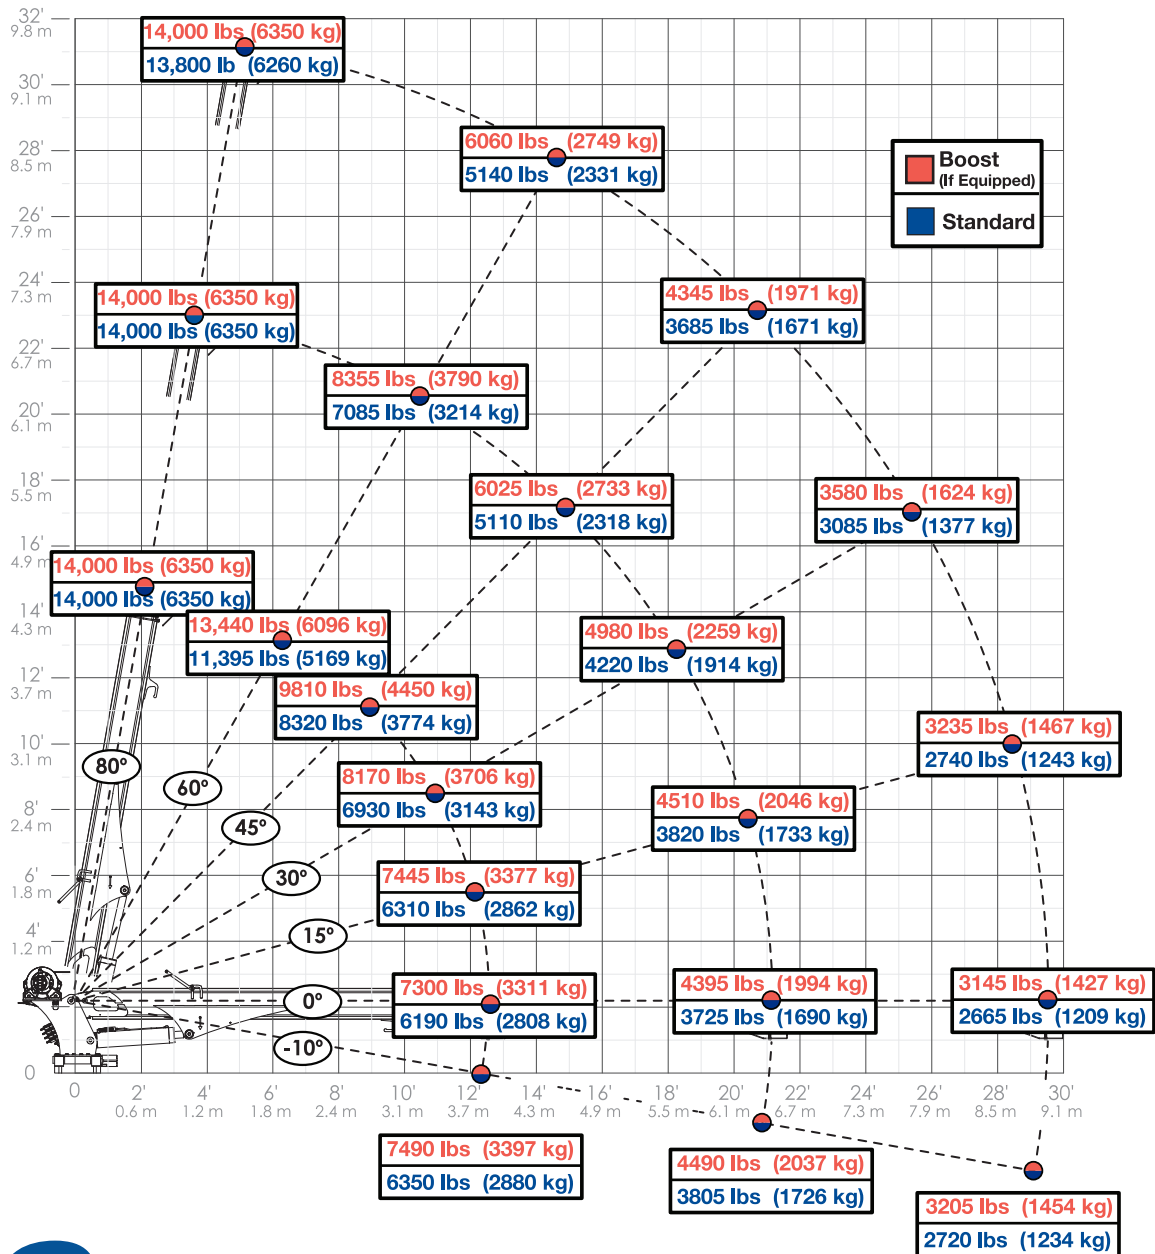 32'
9.8 m
14,000 lbs (6350 kg)
13,800 lb (6260 kg)
30'
9.1 m
28'
8.5 m
6060 lbs (2749 kg)
5140 lbs (2331 kg)
Boost
(If Equipped)
Standard
26'
7.9 m
24'
7.3 m
14,000 lbs (6350 kg)
14,000 lbs (6350 kg)
4345 lbs (1971 kg)
3685 lbs (1671 kg)
22'
6.7 m
8355 lbs (3790 kg)
7085 lbs (3214 kg)
20'
6.1 m
18'
5.5 m
6025 lbs (2733 kg)
5110 lbs (2318 kg)
3580 lbs (1624 kg)
3085 lbs (1377 kg)
16'
4.9 m
14,000 lbs (6350 kg)
14,000 lbs (6350 kg)
14'
4.3 m
13,440 lbs (6096 kg)
11,395 lbs (5169 kg)
4980 lbs (2259 kg)
4220 lbs (1914 kg)
12'
3.7 m
9810 lbs (4450 kg)
8320 lbs (3774 kg)
10'
3.1 m
3235 lbs (1467 kg)
2740 lbs (1243 kg)
80°
60°
8170 lbs (3706 kg)
6930 lbs (3143 kg)
8'
2.4 m
45°
4510 lbs (2046 kg)
3820 lbs (1733 kg)
6'
1.8 m
30°
7445 lbs (3377 kg)
6310 lbs (2862 kg)
4'
1.2 m
15°
0°
7300 lbs (3311 kg)
6190 lbs (2808 kg)
4395 lbs (1994 kg)
3725 lbs (1690 kg)
3145 lbs (1427 kg)
2665 lbs (1209 kg)
-10°
0
0 2' 4' 6' 8' 10' 12' 14' 16' 18' 20' 22' 24' 26' 28' 30'
0.6 m 1.2 m 1.8 m 2.4 m 3.1 m 3.7 m 4.3 m 4.9 m 5.5 m 6.1 m 6.7 m 7.3 m 7.9 m 8.5 m 9.1 m
7490 lbs (3397 kg)
6350 lbs (2880 kg)
4490 lbs (2037 kg)
3805 lbs (1726 kg)
3205 lbs (1454 kg)
2720 lbs (1234 kg)